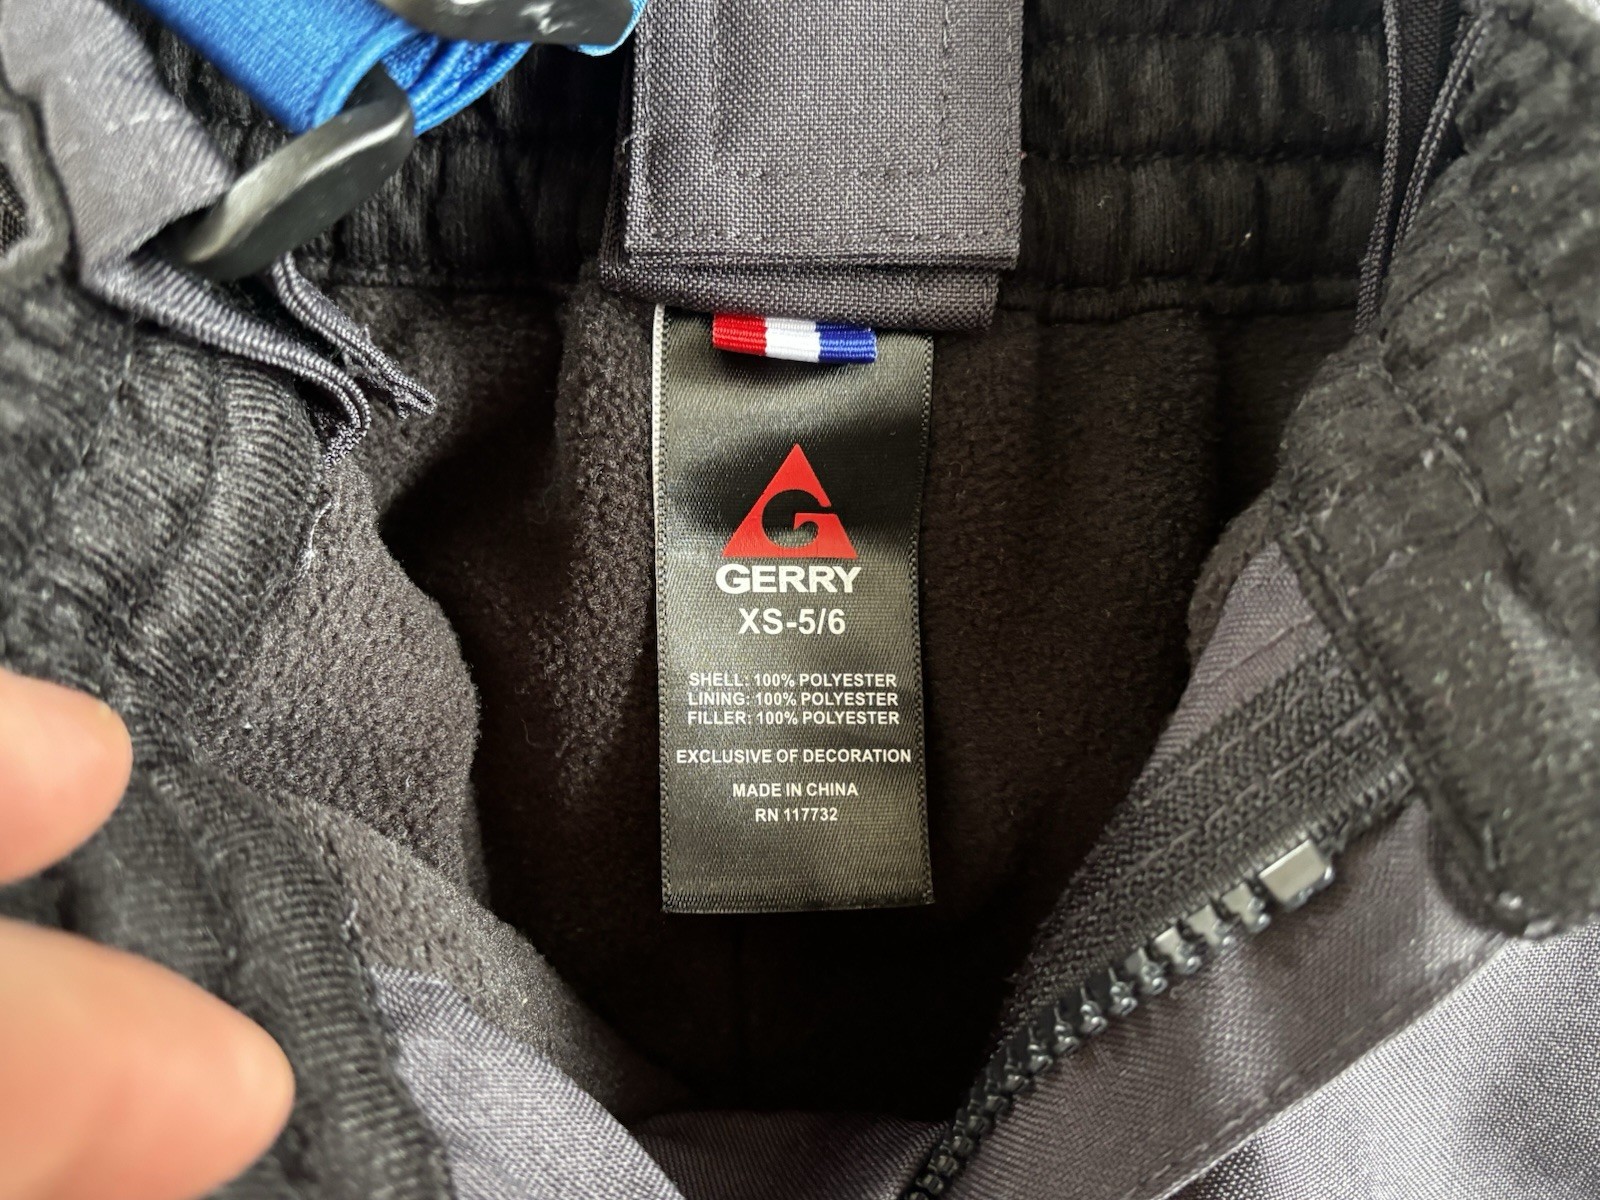 G
GERRY
XS-5/6
SHELL: 100% POLYESTER
LINING: 100% POLYESTER
FILLER: 100% POLYESTER
EXCLUSIVE OF DECORATION
MADE IN CHINA
RN 117732